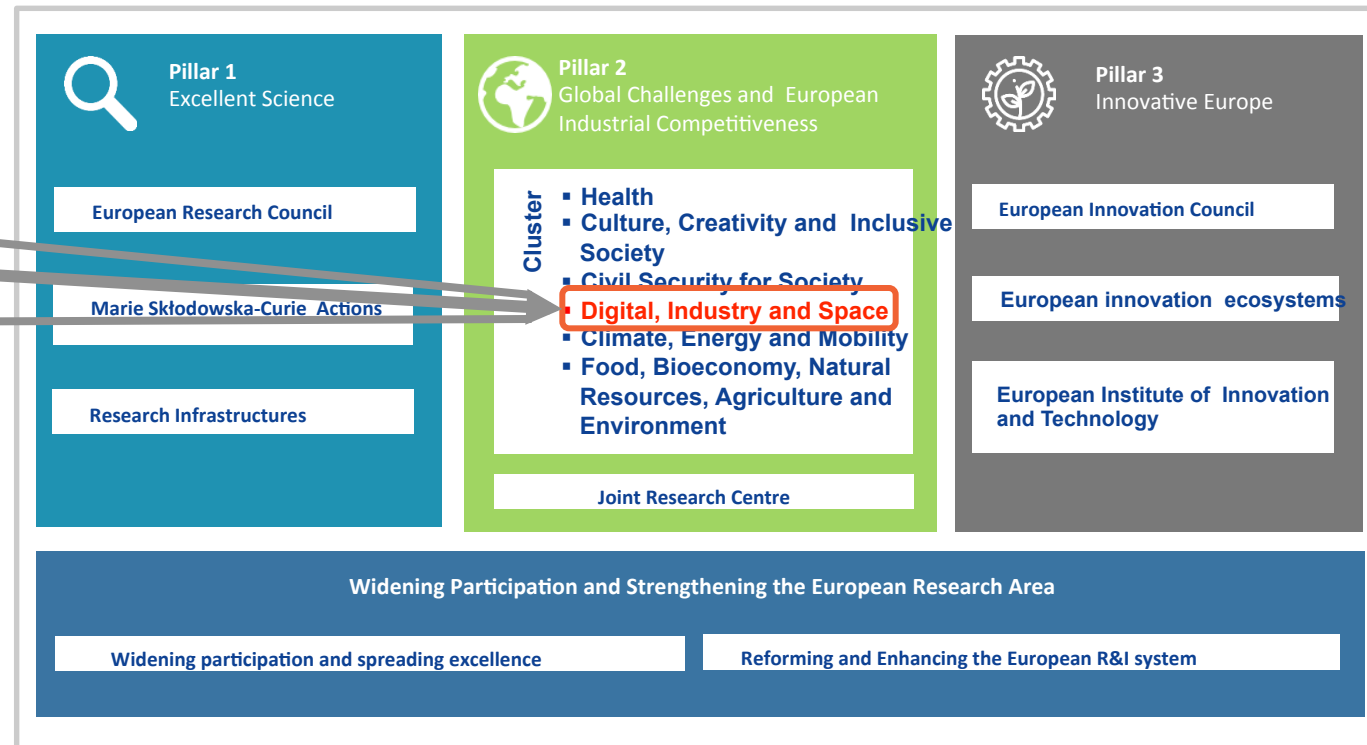 Pillar 1
Excellent Science
European Research Council
Marie Skłodowska-Curie Actions
Research Infrastructures
Pillar 2
Global Challenges and European
Industrial Competitiveness
Cluster
▪ Health
▪ Culture, Creativity and Inclusive
Society
▪ Civil Security for Society
▪ Digital, Industry and Space
▪ Climate, Energy and Mobility
▪ Food, Bioeconomy, Natural
Resources, Agriculture and
Environment
Joint Research Centre
Pillar 3
Innovative Europe
European Innovation Council
European innovation ecosystems
European Institute of Innovation
and Technology
Widening Participation and Strengthening the European Research Area
Widening participation and spreading excellence
Reforming and Enhancing the European R&I system